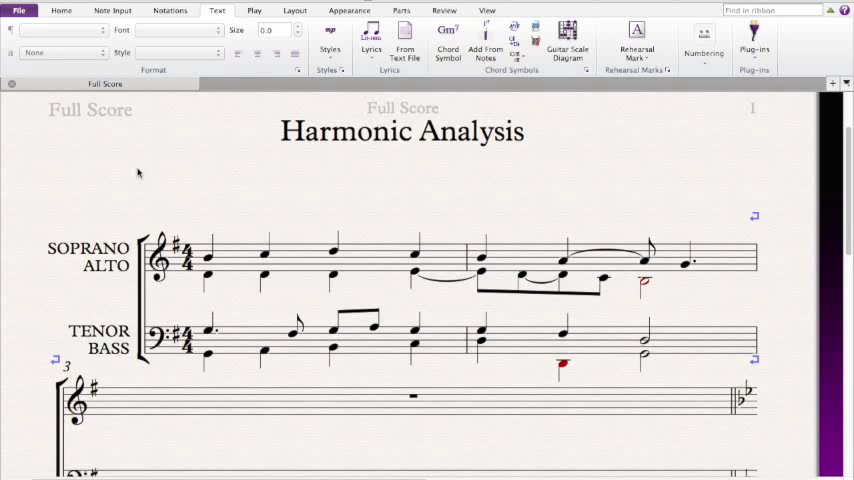 File Home Note Input Notations Text Play Layout Appearance Parts Review View Find in ribbon
Font Size 0.0
None Style
Styles
Lyrics
From Text File
Chord Symbol
Add From Notes
Guitar Scale Diagram
Rehearsal Mark
Numbering
Plug-ins
Format Styles Lyrics Chord Symbols Rehearsal Marks Plug-ins
Full Score
Full Score Full Score 1
Harmonic Analysis
SOPRANO
ALTO
TENOR
BASS
3